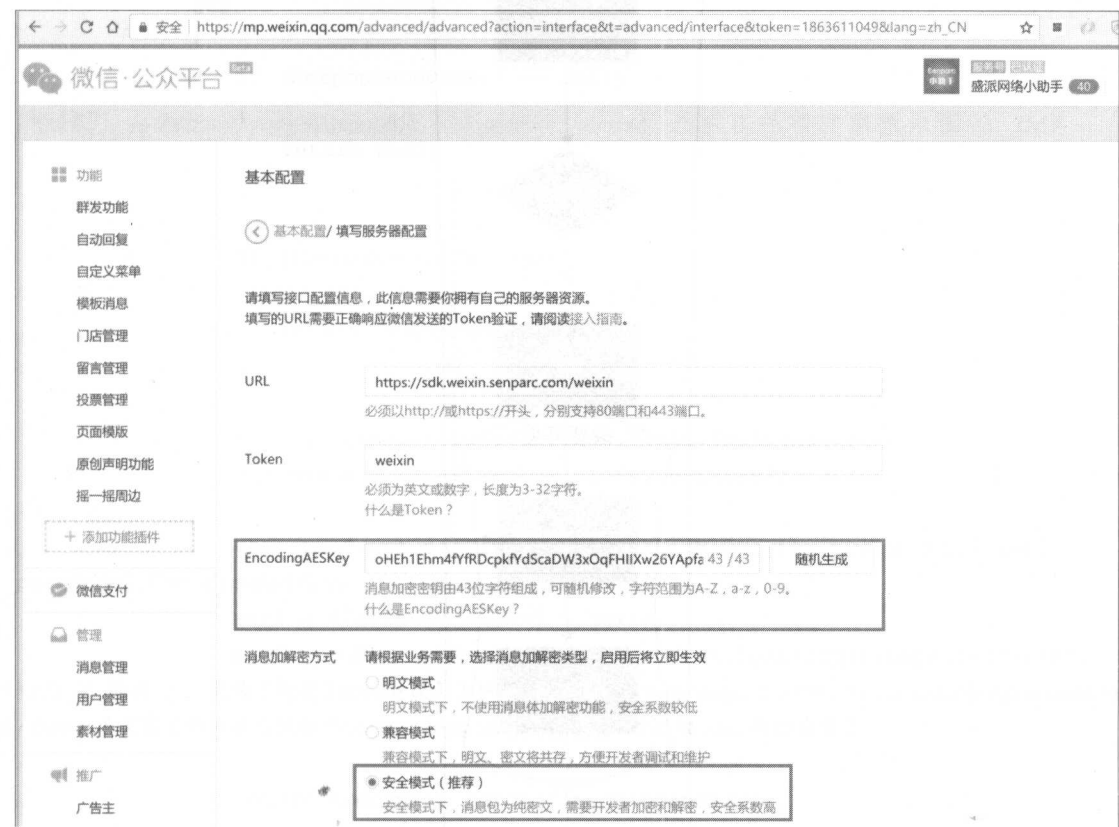 安全 https://mp.weixin.qq.com/advanced/advanced?action=interface&t=advanced/interface&token=1863611049&lang=zh_CN
微信·公众平台 Beta
盛派网络小助手 40
功能
群发功能
自动回复
自定义菜单
模板消息
门店管理
留言管理
投票管理
页面模版
原创声明功能
摇一摇周边
+ 添加功能插件
微信支付
管理
消息管理
用户管理
素材管理
推广
广告主
基本配置
基本配置/ 填写服务器配置
请填写接口配置信息，此信息需要你拥有自己的服务器资源。
填写的URL需要正确响应微信发送的Token验证，请阅读接入指南。
URL https://sdk.weixin.senparc.com/weixin
必须以http://或https://开头，分别支持80端口和443端口。
Token weixin
必须为英文或数字，长度为3-32字符。
什么是Token？
EncodingAESKey oHEh1Ehm4fYfRDcpkfYdScaDW3xOqFHIIXw26YApfa 43 /43 随机生成
消息加密密钥由43位字符组成，可随机修改，字符范围为A-Z，a-z，0-9。
什么是EncodingAESKey？
消息加解密方式 请根据业务需要，选择消息加解密类型，启用后将立即生效
明文模式
明文模式下，不使用消息体加解密功能，安全系数较低
兼容模式
兼容模式下，明文、密文将共存，方便开发者调试和维护
安全模式（推荐）
安全模式下，消息包为纯密文，需要开发者加密和解密，安全系数高